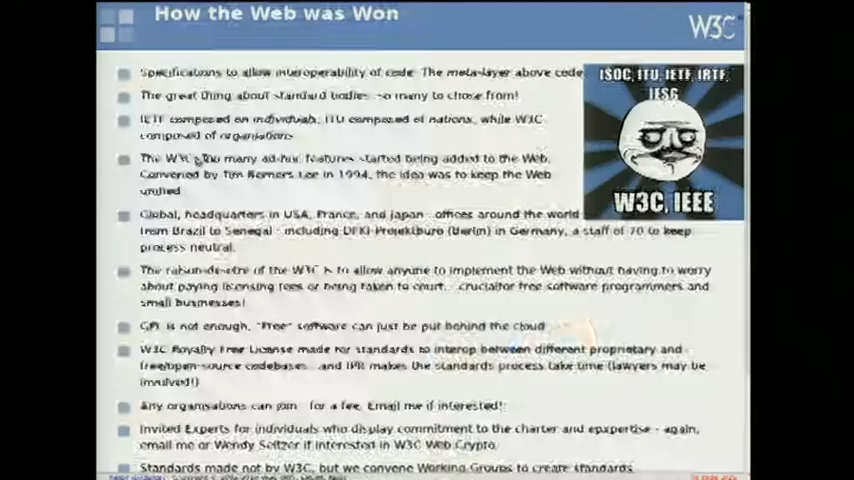 How the Web was Won
W3C
Specifications to allow interoperability of code. The meta-layer above code.
ISOC, ITU, IETF, IRTF,
IESG
The great thing about standard bodies - so many to chose from!
IETF composed on individuals, ITU composed of nations, while W3C
composed of organisations
The W3C: Too many ad-hoc features started being added to the Web.
Convened by Tim Berners Lee in 1994, the idea was to keep the Web
unified
W3C, IEEE
Global, headquarters in USA, France, and Japan - offices around the world
from Brazil to Senegal - including DFKI-Projektburo (Berlin) in Germany, a staff of 70 to keep
process neutral.
The raison-de-etre of the W3C is to allow anyone to implement the Web without having to worry
about paying licensing fees or being taken to court - crucial for free software programmers and
small businesses!
GPL is not enough, "Free" software can just be put behind the cloud
W3C Royalty Free License made for standards to interop between different proprietary and
free/open-source codebases - and IPR makes the standards process take time (lawyers may be
involved!)
Any organisations can join - for a fee, Email me if interested!
Invited Experts for individuals who display commitment to the charter and epxpertise - again,
email me or Wendy Seltzer if interested in W3C Web Crypto.
Standards made not by W3C, but we convene Working Groups to create standards